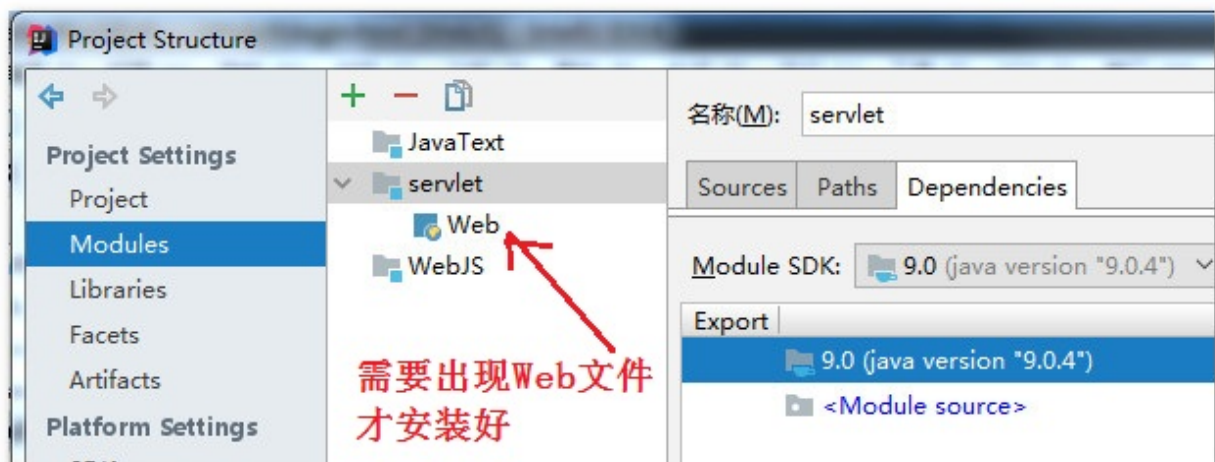 Project Structure
Project Settings
Project
Modules
Libraries
Facets
Artifacts
Platform Settings
JavaText
servlet
Web
WebJS
需要出现Web文件
才安装好
名称(M): servlet
Sources Paths Dependencies
Module SDK: 9.0 (java version "9.0.4")
Export
9.0 (java version "9.0.4")
<Module source>